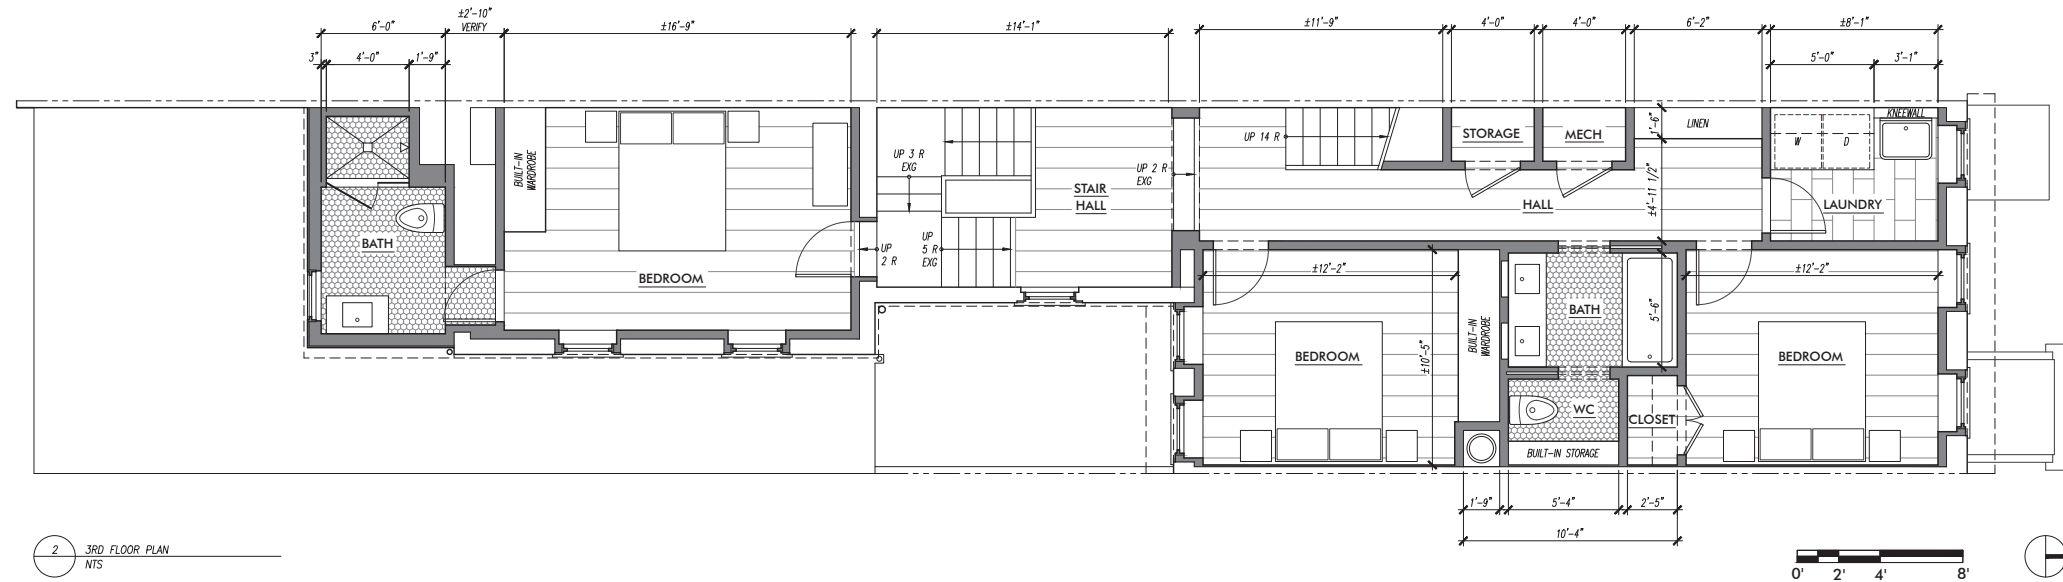 ±2'-10"
6'-0" VERIFY ±16'-9" ±14'-1" ±11'-9" 4'-0" 4'-0" 6'-2" ±8'-1"
3" 4'-0" 1'-9" 5'-0" 3'-1"
KNEEWALL
1'-6"
LINEN
UP 14 R
STORAGE
MECH
W
D
BUILT-IN
WARDROBE
UP 3 R
EXG
UP 2 R
EXG
STAIR
HALL
±4'-11 1/2"
HALL
LAUNDRY
BATH
UP
2 R
UP
5 R
EXG
BEDROOM
±12'-2"
±12'-2"
BATH
5'-6"
BUILT-IN
WARDROBE
BEDROOM
±10'-5"
BEDROOM
WC
CLOSET
BUILT-IN STORAGE
1'-9" 5'-4" 2'-5"
10'-4"
2 3RD FLOOR PLAN
NTS
0' 2' 4' 8'